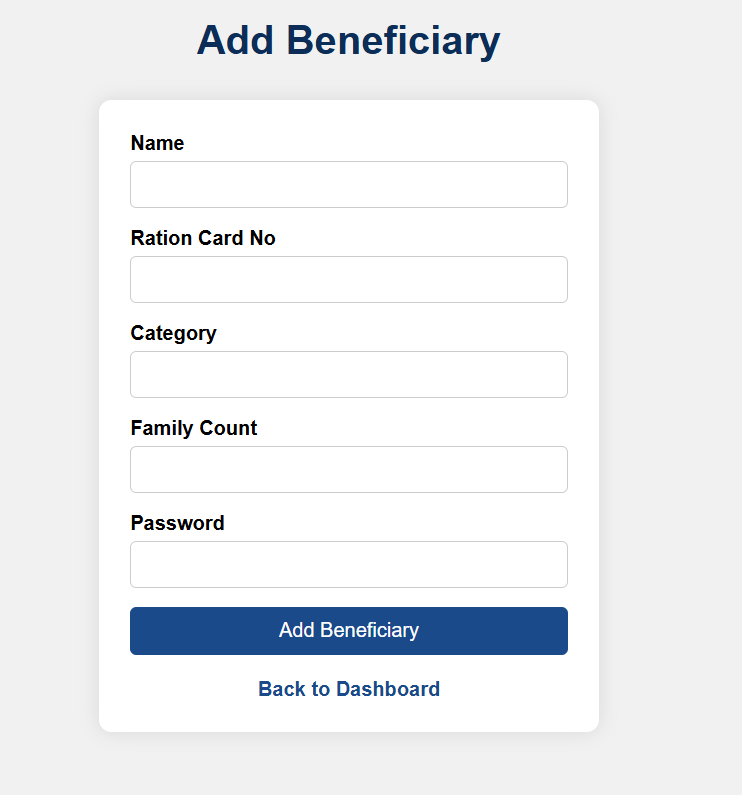 Add Beneficiary
Name
Ration Card No
Category
Family Count
Password
Add Beneficiary
Back to Dashboard